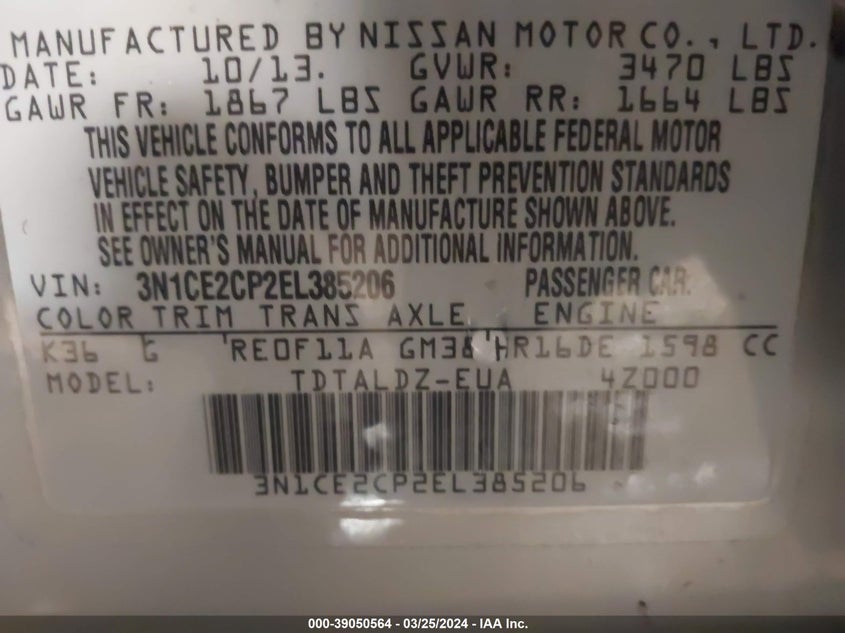 MANUFACTURED BY NISSAN MOTOR CO., LTD.
DATE: 10/13. GVWR: 3470 LBS
GAWR FR: 1867 LBS GAWR RR: 1664 LBS
THIS VEHICLE CONFORMS TO ALL APPLICABLE FEDERAL MOTOR
VEHICLE SAFETY, BUMPER AND THEFT PREVENTION STANDARDS
IN EFFECT ON THE DATE OF MANUFACTURE SHOWN ABOVE.
SEE OWNER'S MANUAL FOR ADDITIONAL INFORMATION.
VIN: 3N1CE2CP2EL385206 PASSENGER CAR.
COLOR TRIM TRANS AXLE ENGINE
K36 G RE0F11A GM38 HR16DE 1598 CC
MODEL: TDTALDZ-EUA 4Z000
3N1CE2CP2EL385206
000-39050564 — 03/25/2024 — IAA Inc.